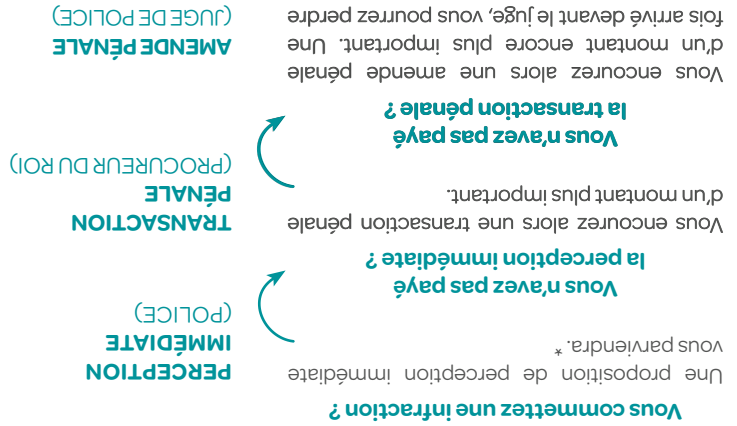 Vous commettez une infraction ?
Une proposition de perception immédiate
vous parviendra. *
PERCEPTION
IMMÉDIATE
(POLICE)
Vous n'avez pas payé
la perception immédiate ?
Vous encourez alors une transaction pénale
d'un montant plus important.
TRANSACTION
PÉNALE
(PROCUREUR DU ROI)
Vous n'avez pas payé
la transaction pénale ?
Vous encourez alors une amende pénale
d'un montant encore plus important. Une
fois arrivé devant le juge, vous pourrez perdre
AMENDE PÉNALE
(JUGE DE POLICE)